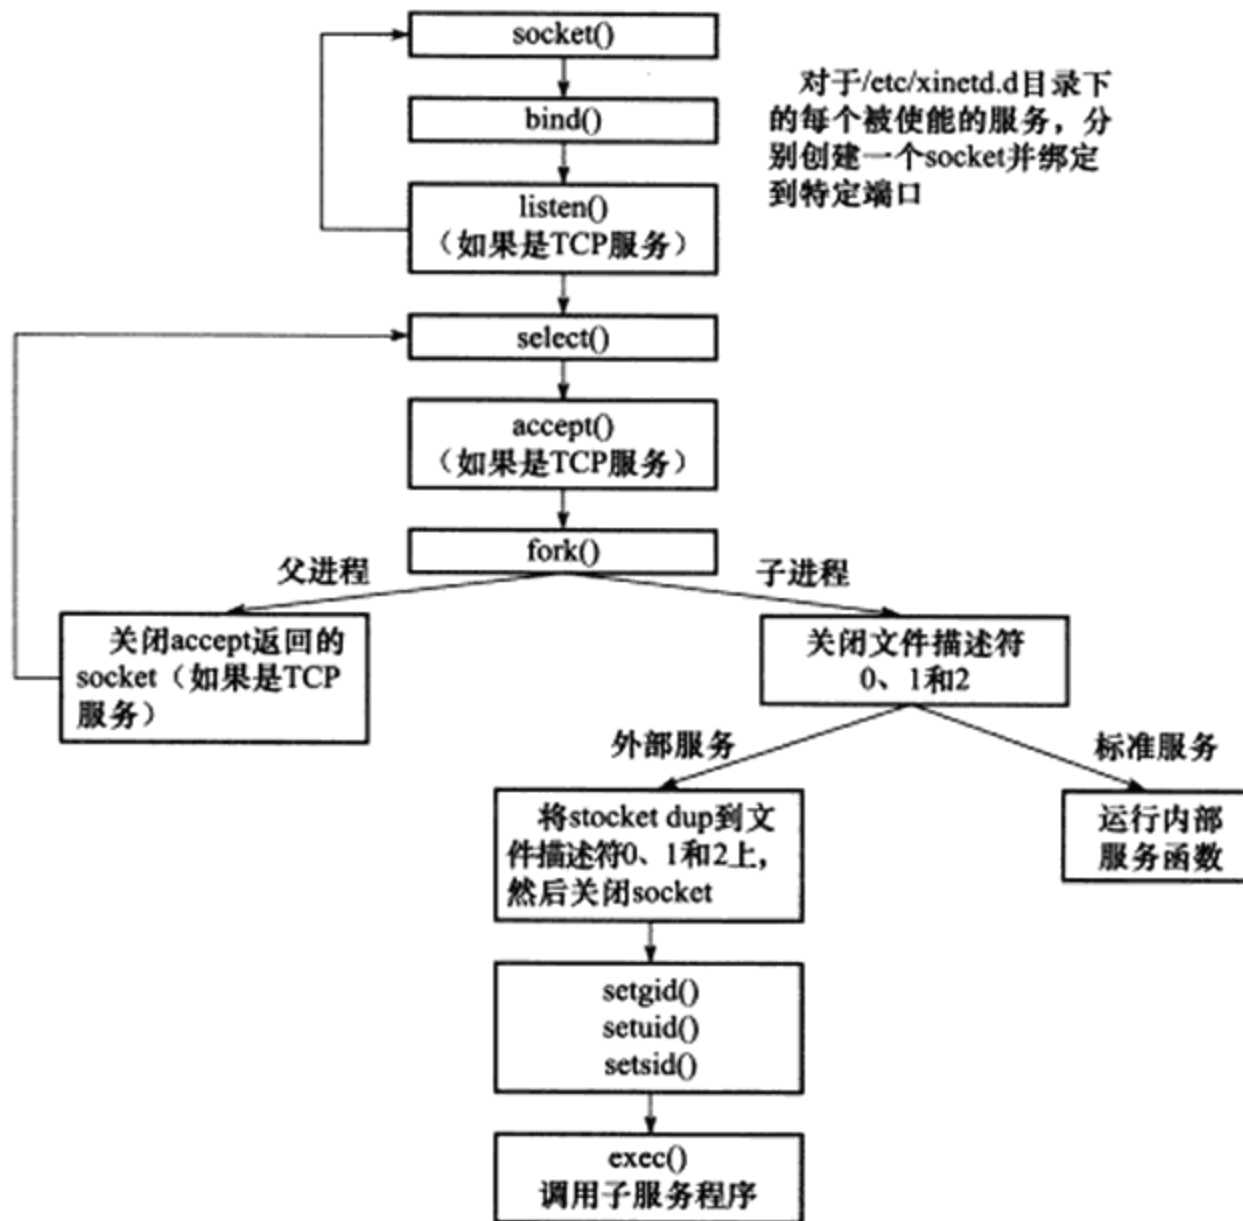 socket()
对于/etc/xinetd.d目录下
的每个被使能的服务，分
别创建一个socket并绑定
到特定端口
bind()
listen()
（如果是TCP服务）
select()
accept()
（如果是TCP服务）
fork()
父进程
子进程
关闭accept返回的
socket（如果是TCP
服务）
关闭文件描述符
0、1和2
外部服务
标准服务
将stocket dup到文
件描述符0、1和2上，
然后关闭socket
运行内部
服务函数
setgid()
setuid()
setsid()
exec()
调用子服务程序